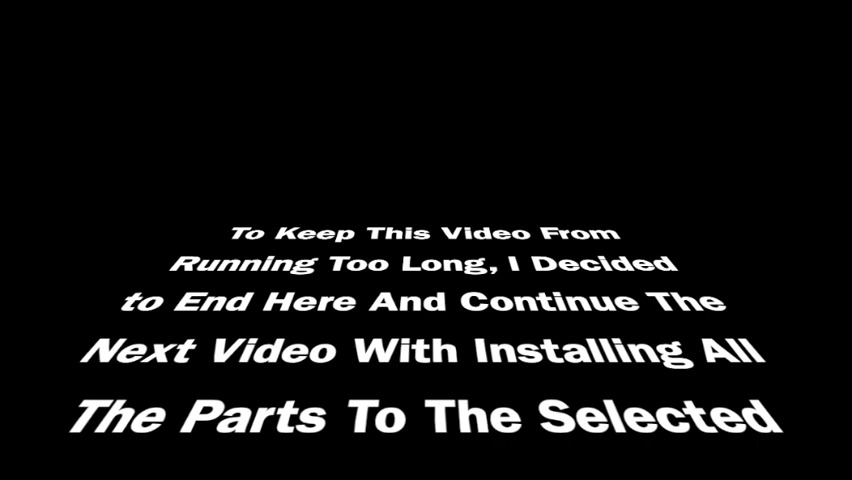 To Keep This Video From
Running Too Long, I Decided
to End Here And Continue The
Next Video With Installing All
The Parts To The Selected